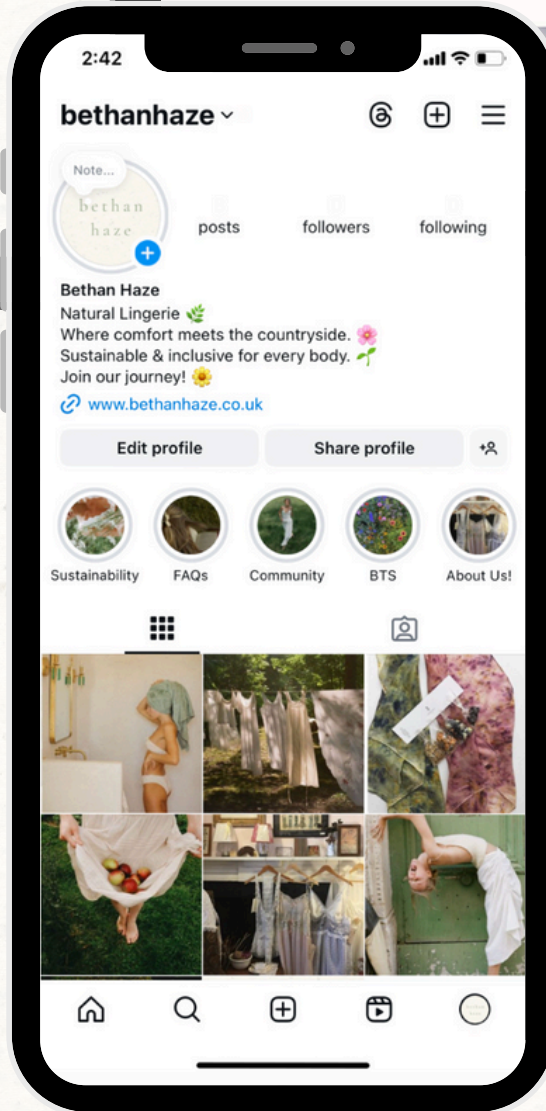 2:42
bethanhaze
Note...
bethan
haze
posts followers following
Bethan Haze
Natural Lingerie 🌿
Where comfort meets the countryside. 🌸
Sustainable & inclusive for every body. 🌱
Join our journey! 🌼
www.bethanhaze.co.uk
Edit profile Share profile
Sustainability FAQs Community BTS About Us!